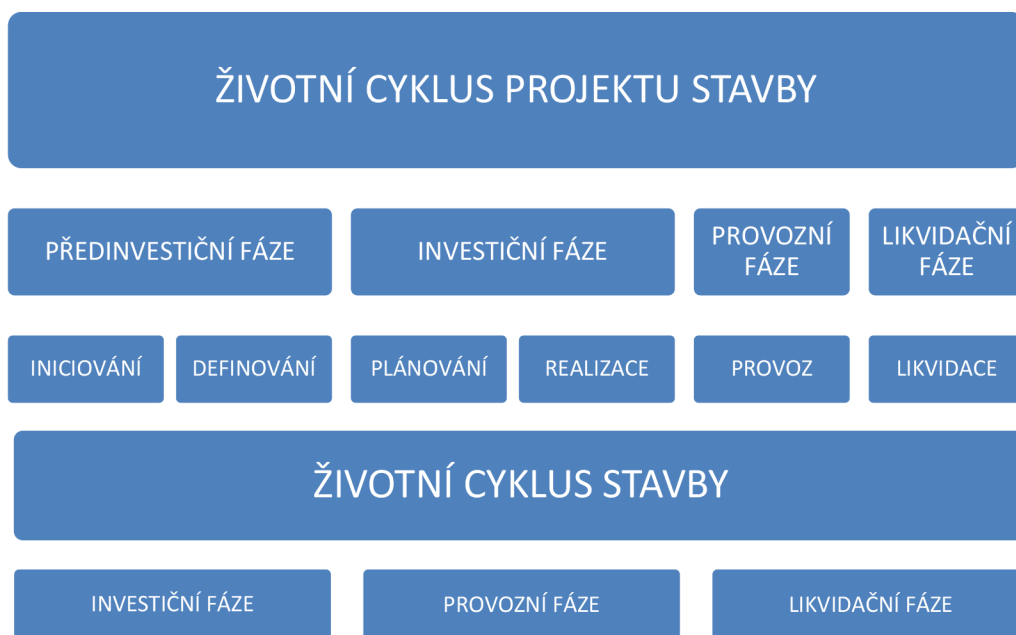 ŽIVOTNÍ CYKLUS PROJEKTU STAVBY
PŘEDINVESTIČNÍ FÁZE
INVESTIČNÍ FÁZE
PROVOZNÍ
FÁZE
LIKVIDAČNÍ
FÁZE
INICIOVÁNÍ
DEFINOVÁNÍ
PLÁNOVÁNÍ
REALIZACE
PROVOZ
LIKVIDACE
ŽIVOTNÍ CYKLUS STAVBY
INVESTIČNÍ FÁZE
PROVOZNÍ FÁZE
LIKVIDAČNÍ FÁZE